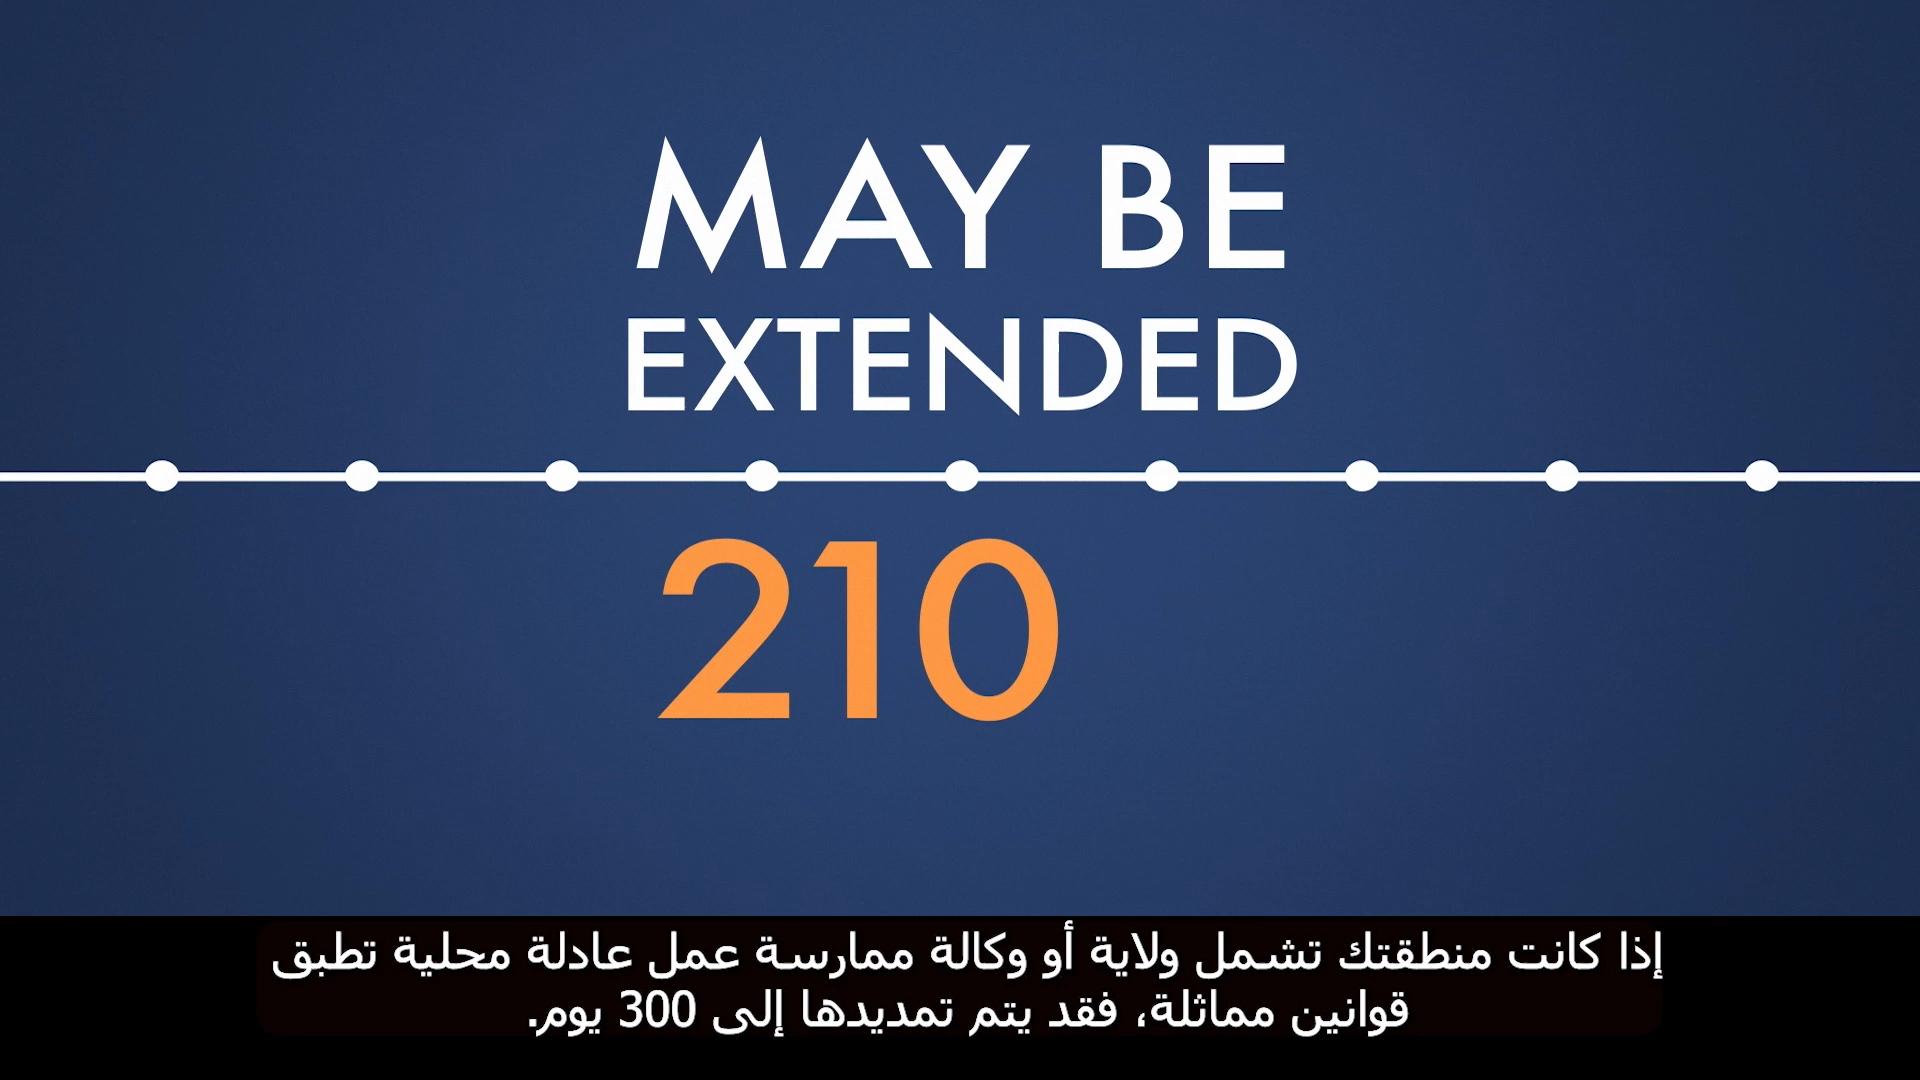 MAY BE
EXTENDED
210
إذا كانت منطقتك تشمل ولاية أو وكالة ممارسة عمل عادلة محلية تطبق
قوانين مماثلة، فقد يتم تمديدها إلى 300 يوم.